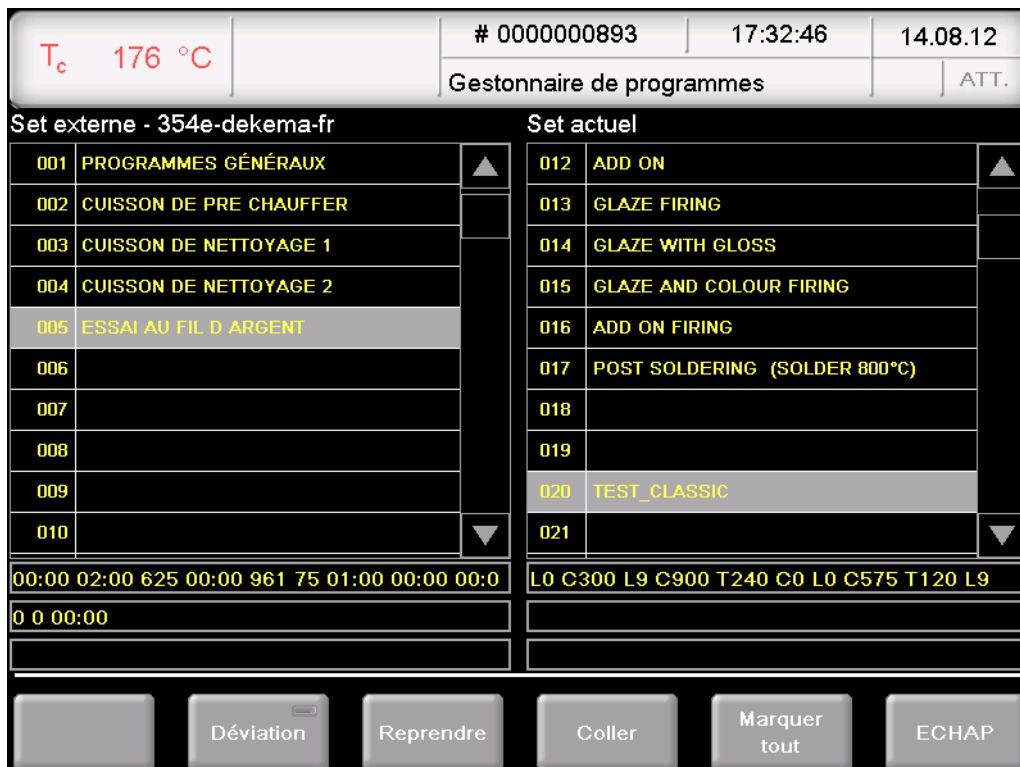 Tc 176 °C
# 0000000893 17:32:46 14.08.12
Gestonnaire de programmes ATT.
Set externe - 354e-dekema-fr
001 PROGRAMMES GÉNÉRAUX
002 CUISSON DE PRE CHAUFFER
003 CUISSON DE NETTOYAGE 1
004 CUISSON DE NETTOYAGE 2
005 ESSAI AU FIL D ARGENT
006
007
008
009
010
00:00 02:00 625 00:00 961 75 01:00 00:00 00:0
0 0 00:00
Set actuel
012 ADD ON
013 GLAZE FIRING
014 GLAZE WITH GLOSS
015 GLAZE AND COLOUR FIRING
016 ADD ON FIRING
017 POST SOLDERING (SOLDER 800°C)
018
019
020 TEST_CLASSIC
021
L0 C300 L9 C900 T240 C0 L0 C575 T120 L9
Déviation
Reprendre
Coller
Marquer
tout
ECHAP